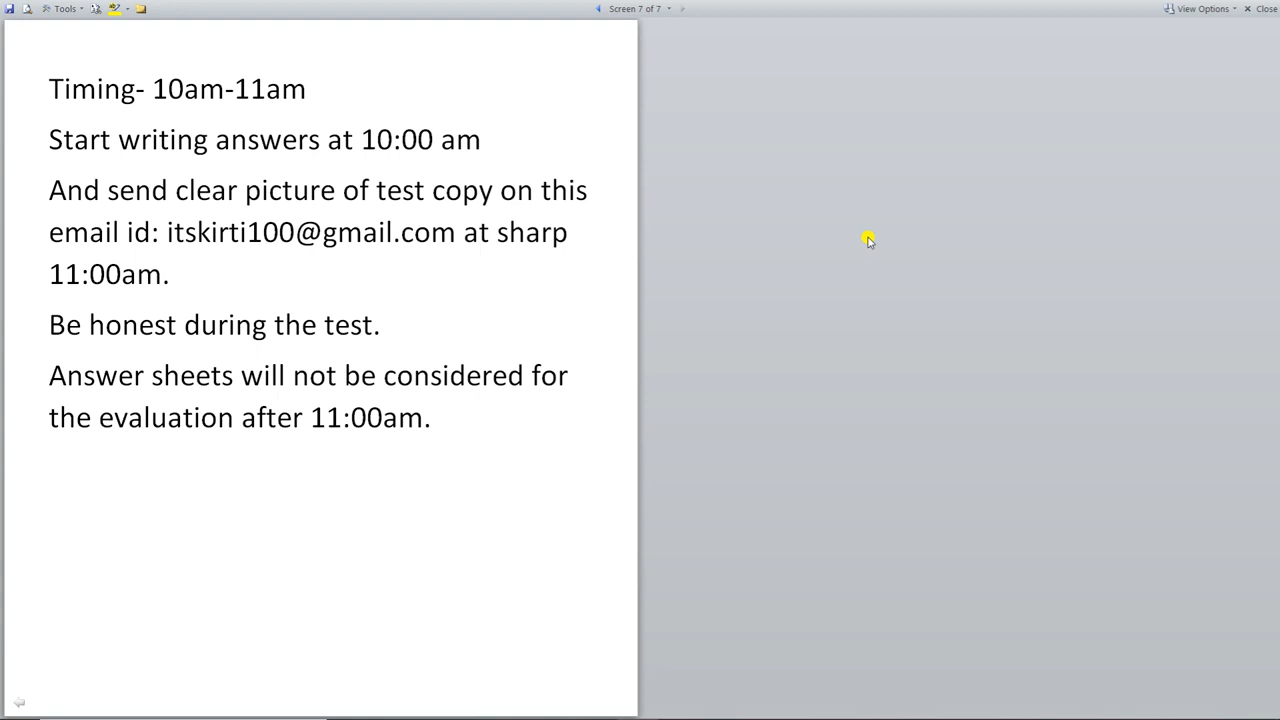 Tools
Screen 7 of 7
View Options
Close
Timing- 10am-11am
Start writing answers at 10:00 am
And send clear picture of test copy on this
email id: itskirti100@gmail.com at sharp
11:00am.
Be honest during the test.
Answer sheets will not be considered for
the evaluation after 11:00am.